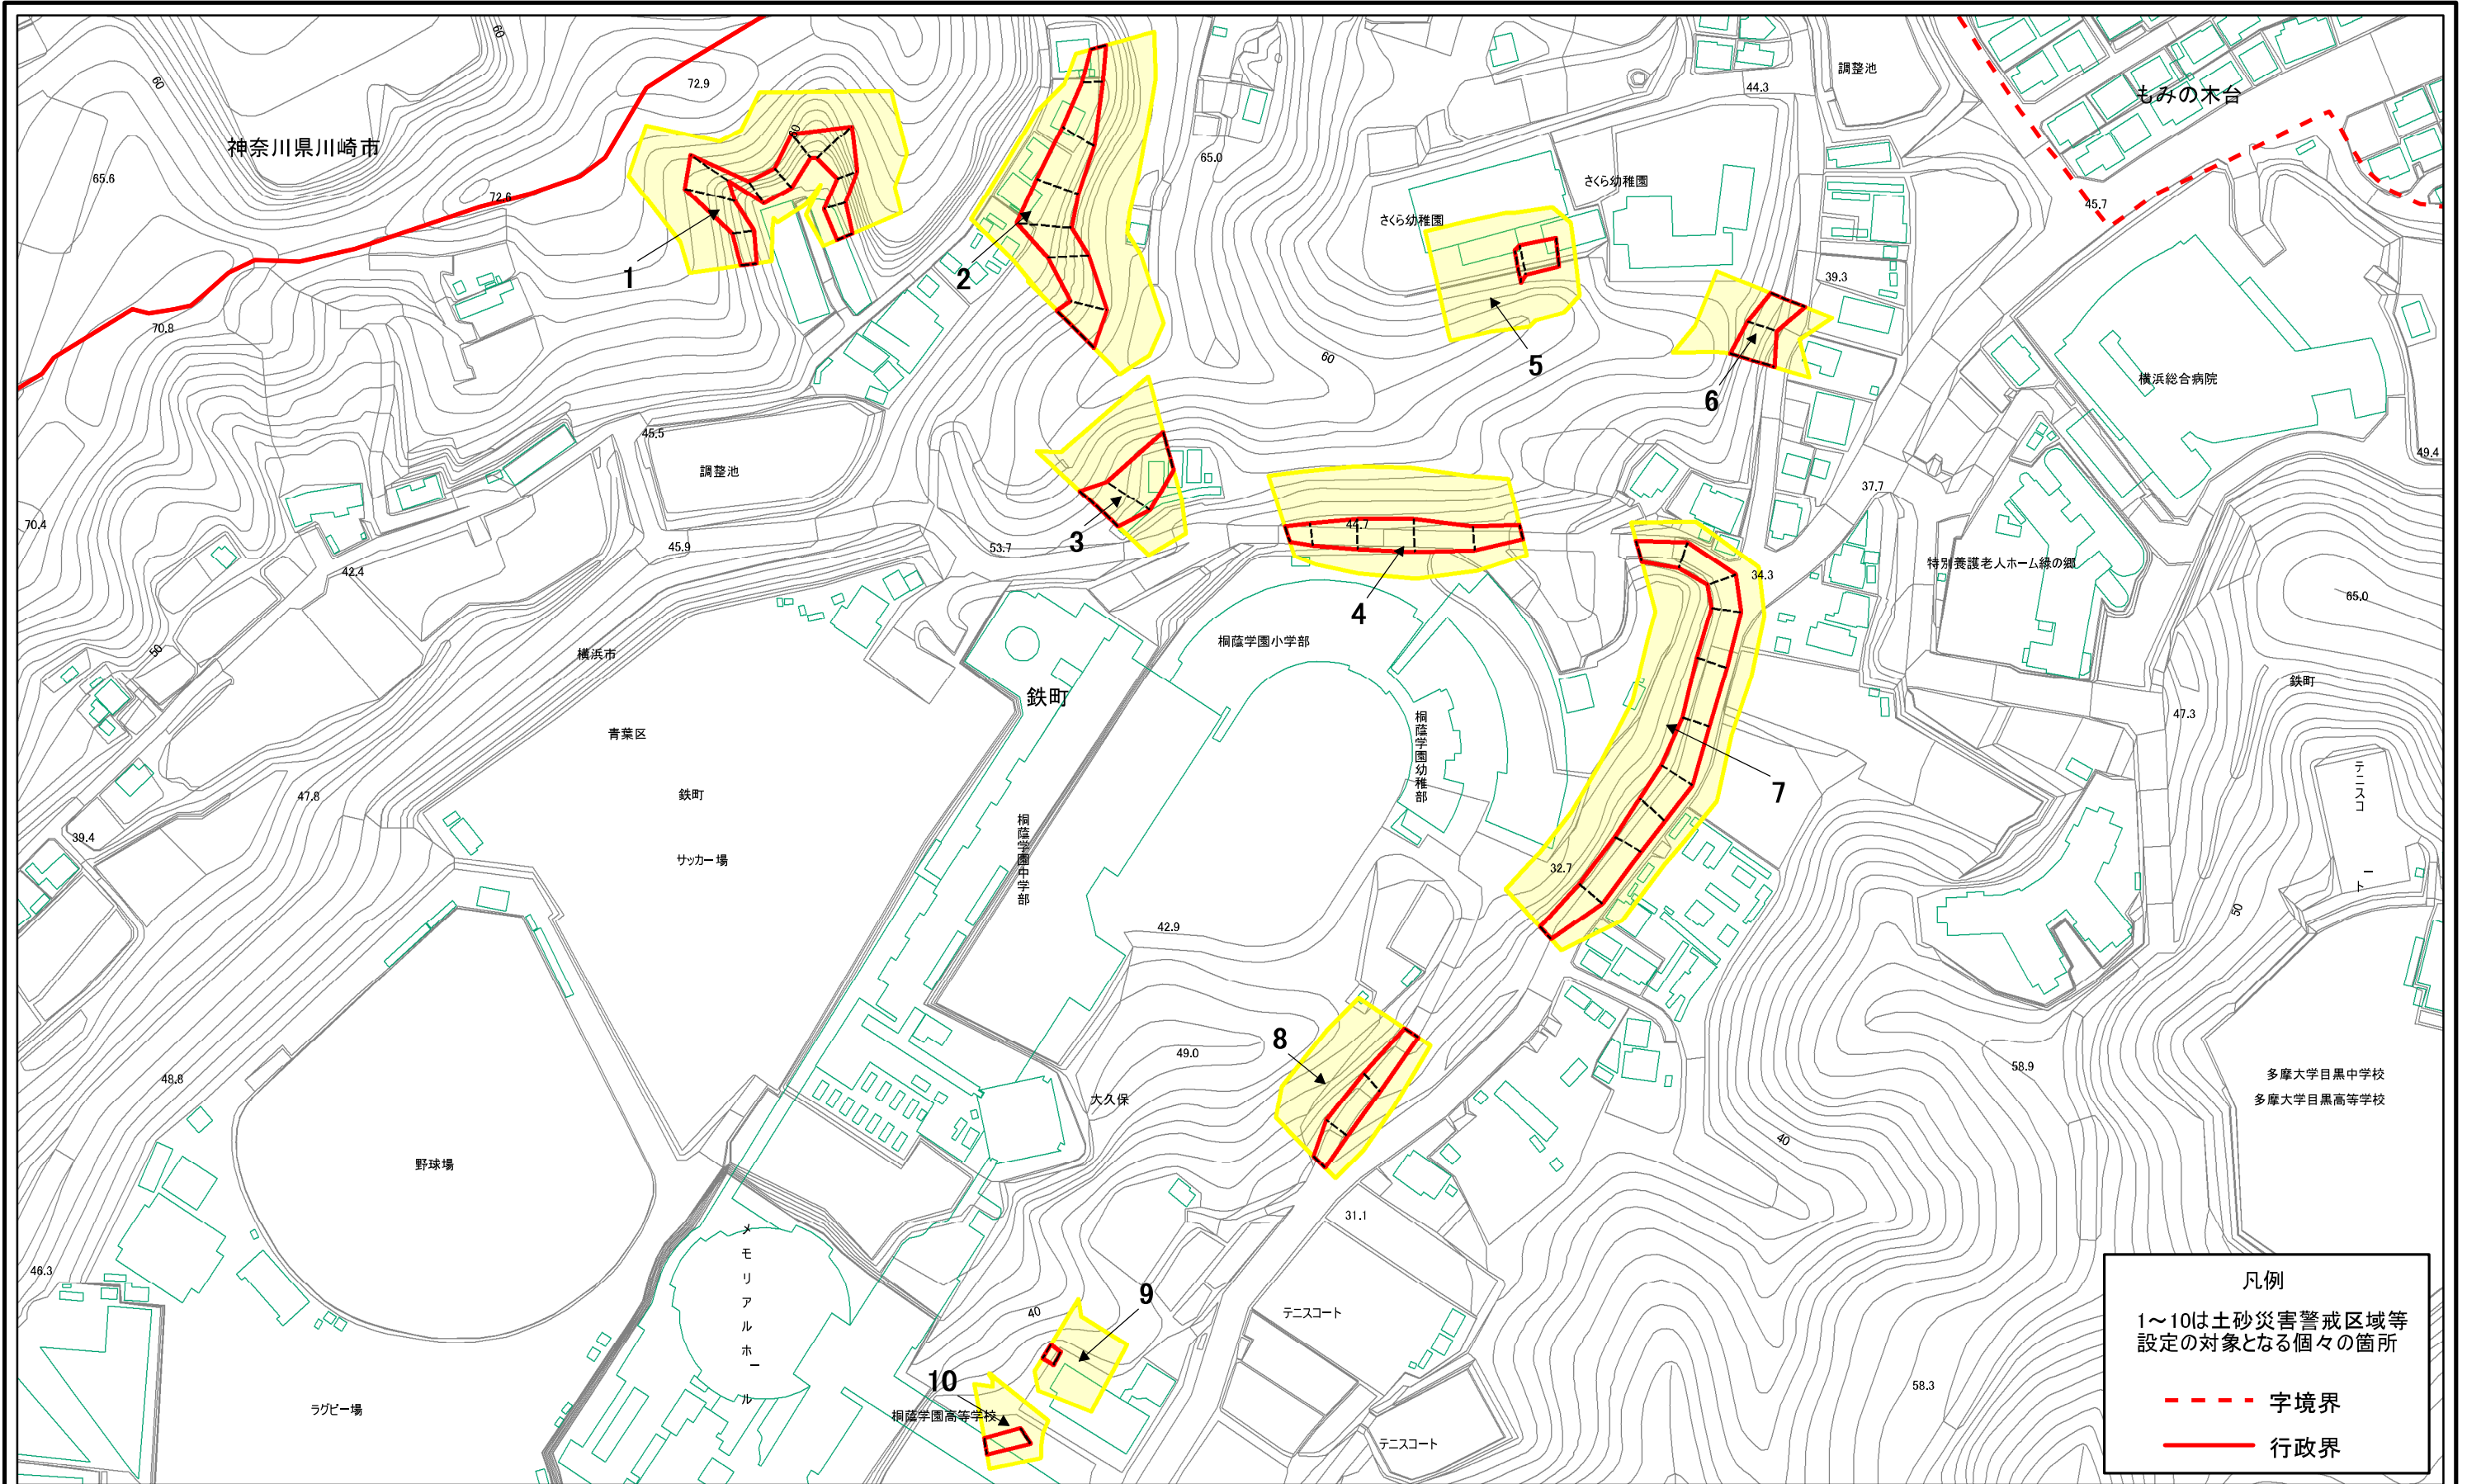 60
60
72.9
神奈川県川崎市
65.6
72.6
60
1
70.8
2
65.0
調整池
44.3
もみの木台
さくら幼稚園
さくら幼稚園
45.7
39.3
5
60
6
横浜総合病院
45.5
調整池
49.4
70.4
45.9
42.4
50
3
53.7
44.7
4
37.7
34.3
特別養護老人ホーム緑の郷
65.0
横浜市
鉄町
桐蔭学園小学部
鉄町
47.3
青葉区
桐蔭学園幼稚部
7
鉄町
47.8
39.4
サッカー場
桐蔭学園中学部
テニスコ
ート
32.7
42.9
50
8
49.0
大久保
48.8
58.9
多摩大学目黒中学校
多摩大学目黒高等学校
40
野球場
31.1
メモリアルホール
46.3
40
9
テニスコート
10
桐蔭学園高等学校
ラグビー場
テニスコート
58.3
凡例
1～10は土砂災害警戒区域等
設定の対象となる個々の箇所
字境界
行政界